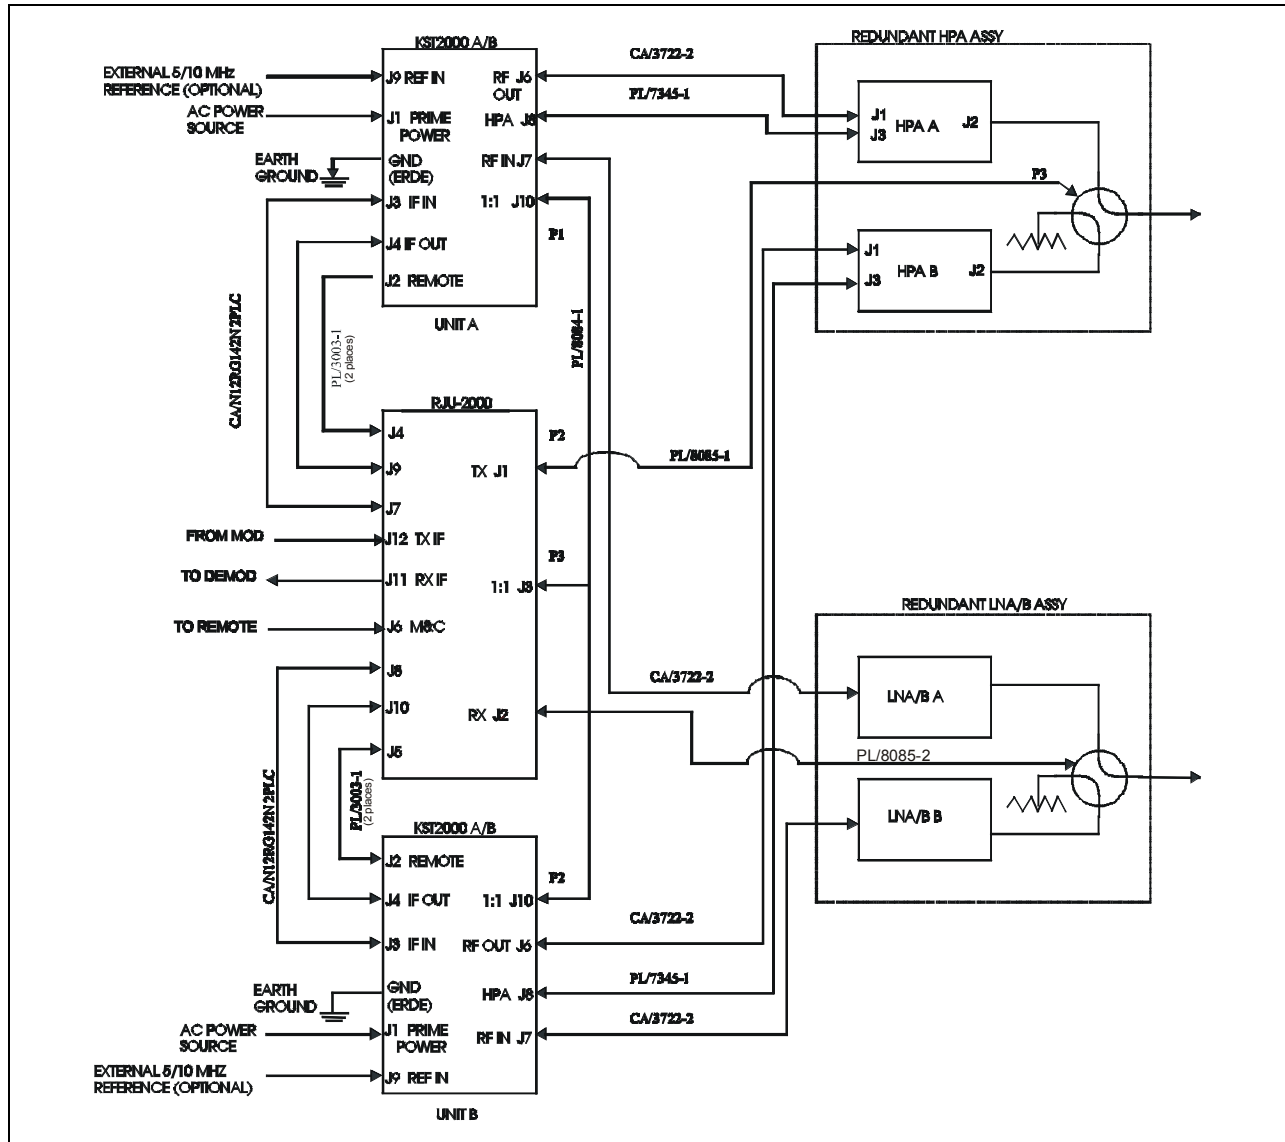 KST2000 A/B
EXTERNAL 5/10 MHz
REFERENCE (OPTIONAL)
AC POWER
SOURCE
EARTH
GROUND
J9 REF IN
J1 PRIME
POWER
GND
(ERDE)
J3 IF IN
J4 IF OUT
J2 REMOTE
RF J6
OUT
HPA J8
RF IN J7
1:1 J10
UNIT A
P1
CA/3722-2
PL/7345-1
REDUNDANT HPA ASSY
J1
J3
HPA A
J2
P3
J1
J3
HPA B
J2
CA/N12RG142N 2PLC
PL/3003-1
(2 places)
PL/8084-1
RJU-2000
J4
J9
J7
FROM MOD
J12 TX IF
TO DEMOD
J11 RX IF
TO REMOTE
J6 M&C
J8
J10
J5
P2
TX J1
PL/8085-1
P3
1:1 J3
RX J2
CA/3722-2
REDUNDANT LNA/B ASSY
LNA/B A
PL/8085-2
LNA/B B
CA/N12RG142N 2PLC
PL/3003-1
(2 places)
KST2000 A/B
J2 REMOTE
J4 IF OUT
J3 IF IN
EARTH
GROUND
GND
(ERDE)
AC POWER
SOURCE
J1 PRIME
POWER
EXTERNAL 5/10 MHZ
REFERENCE (OPTIONAL)
J9 REF IN
P2
1:1 J10
CA/3722-2
RF OUT J6
PL/7345-1
HPA J8
CA/3722-2
RF IN J7
UNIT B